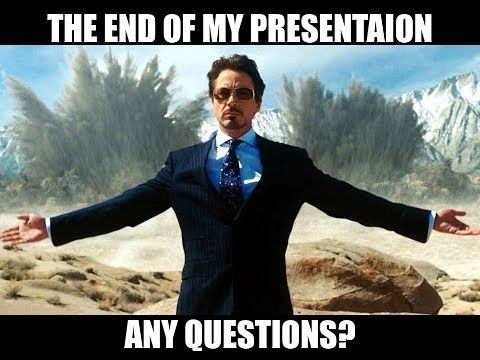 THE END OF MY PRESENTAION
ANY QUESTIONS?